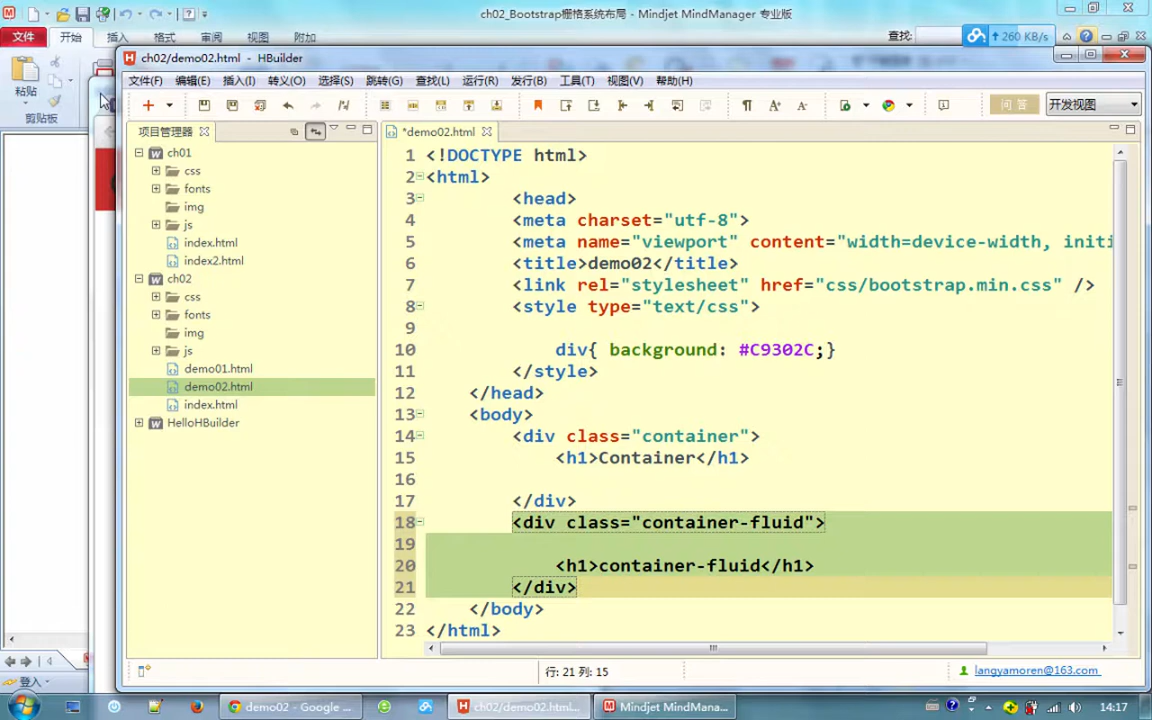 ch02_Bootstrap栅格系统布局 - Mindjet MindManager 专业版
文件 开始 插入 格式 审阅 视图 附加 查找: ↑ 260 KB/s
粘贴
剪贴板
登入
ch02/demo02.html - HBuilder
文件(F) 编辑(E) 插入(I) 转义(O) 选择(S) 跳转(G) 查找(L) 运行(R) 发行(B) 工具(T) 视图(V) 帮助(H)
问 答 开发视图
项目管理器
ch01
css
fonts
img
js
index.html
index2.html
ch02
css
fonts
img
js
demo01.html
demo02.html
index.html
HelloHBuilder
*demo02.html
1 <!DOCTYPE html>
2 <html>
3 <head>
4 <meta charset="utf-8">
5 <meta name="viewport" content="width=device-width, initi
6 <title>demo02</title>
7 <link rel="stylesheet" href="css/bootstrap.min.css" />
8 <style type="text/css">
9
10 div{ background: #C9302C;}
11 </style>
12 </head>
13 <body>
14 <div class="container">
15 <h1>Container</h1>
16
17 </div>
18 <div class="container-fluid">
19
20 <h1>container-fluid</h1>
21 </div>
22 </body>
23 </html>
行: 21 列: 15
langyamoren@163.com
demo02 - Google ...
ch02/demo02.html...
Mindjet MindMana...
14:17